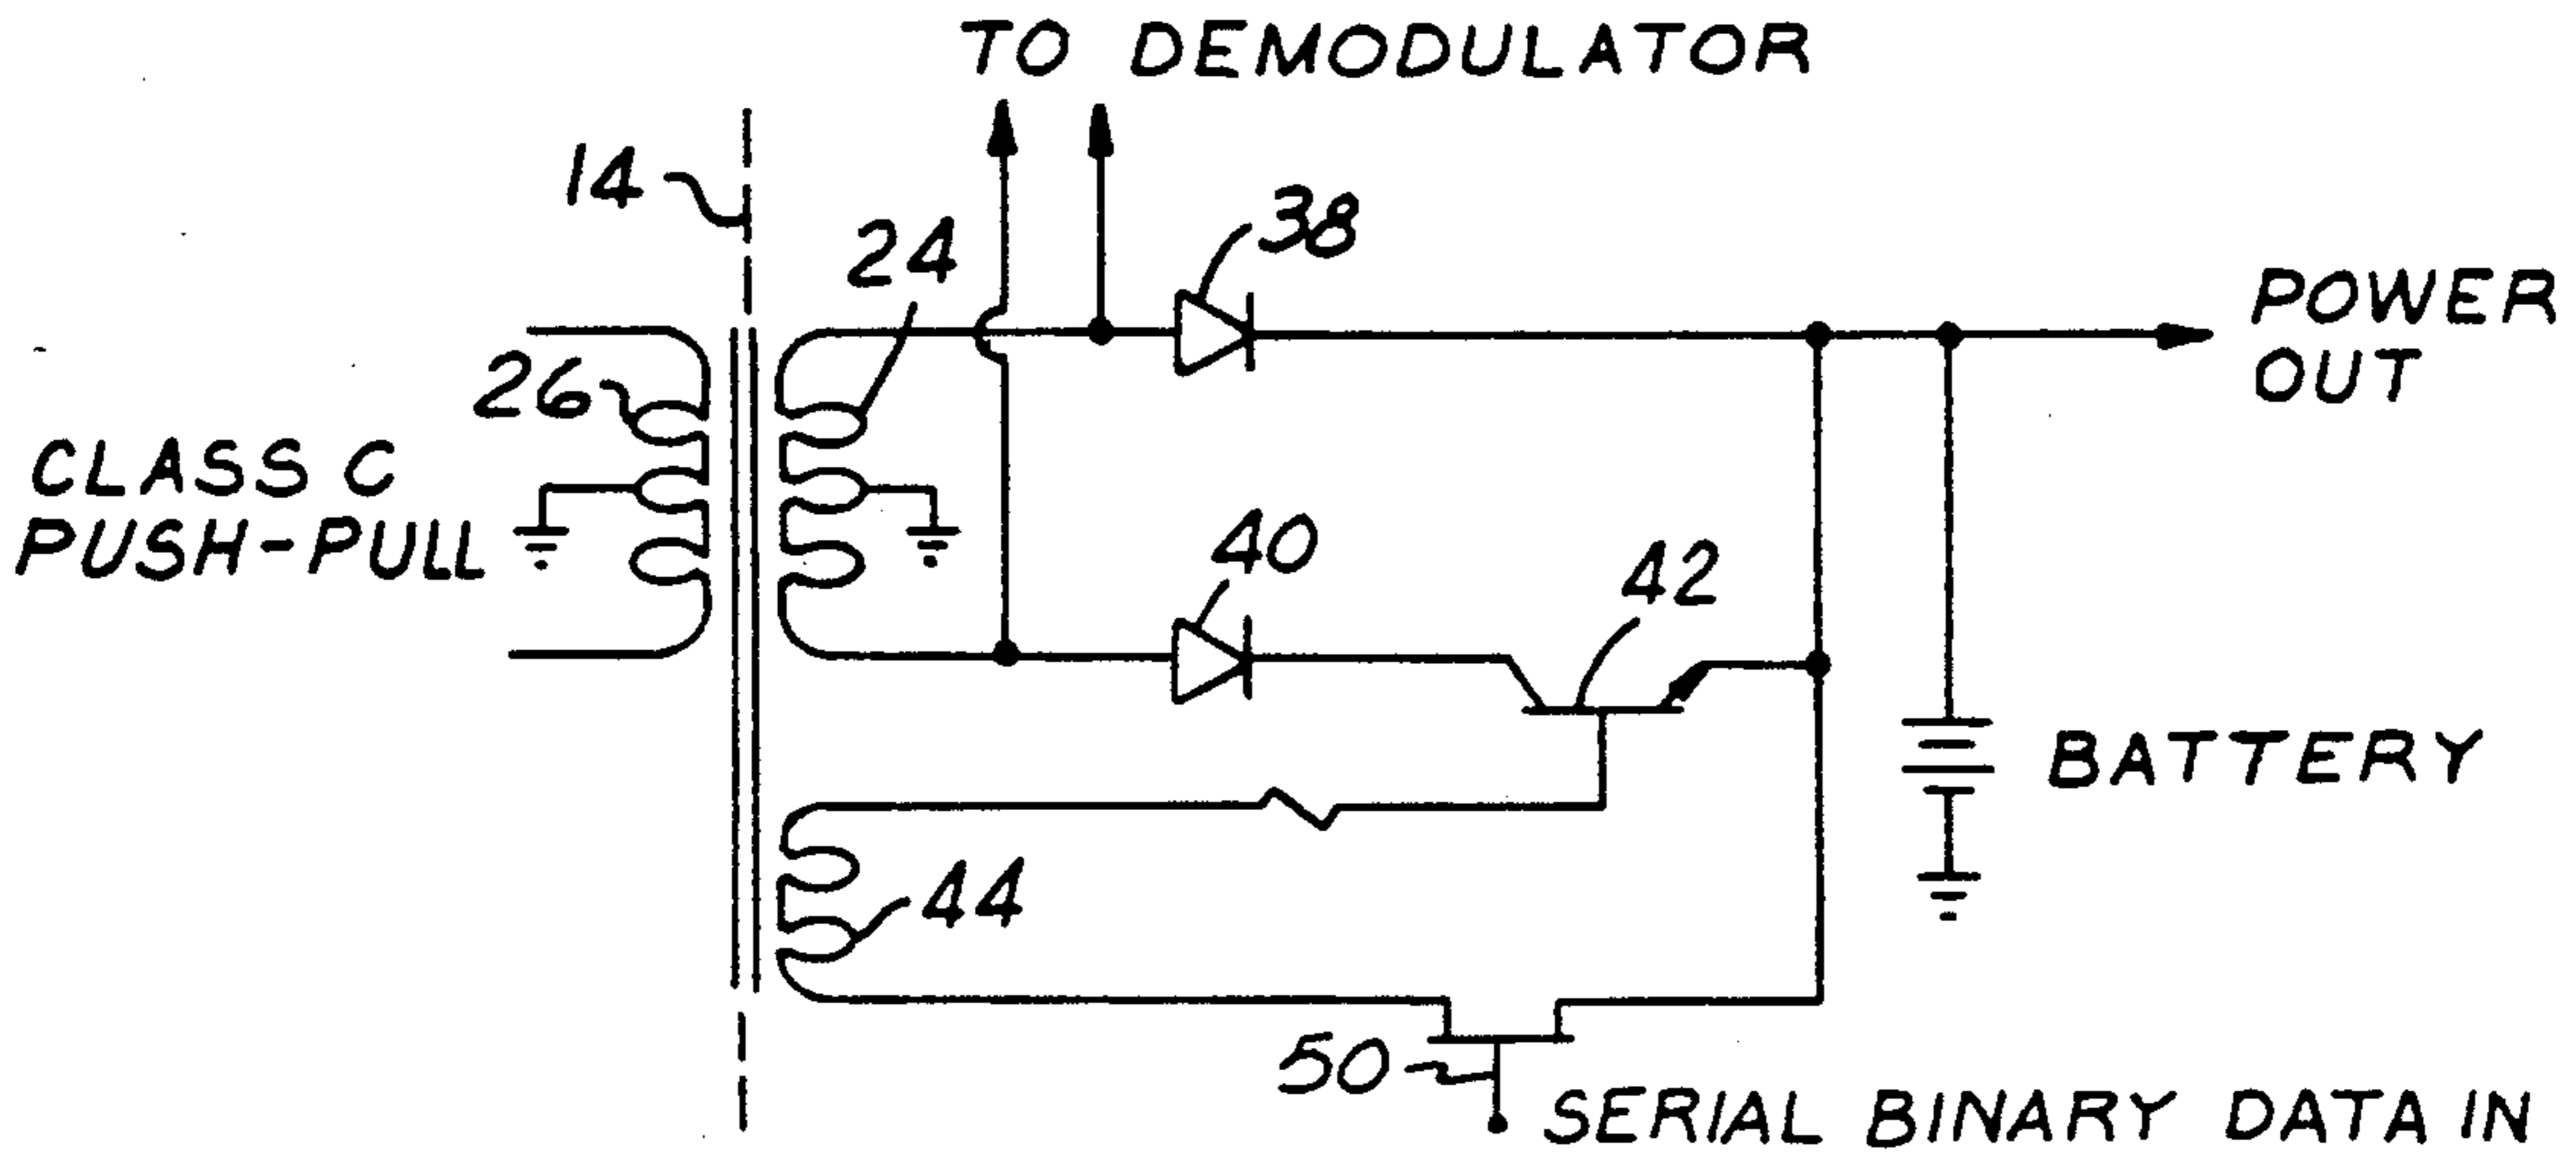 TO DEMODULATOR
14
24
38
POWER
OUT
26
CLASS C
PUSH-PULL
40
42
BATTERY
44
50
SERIAL BINARY DATA IN